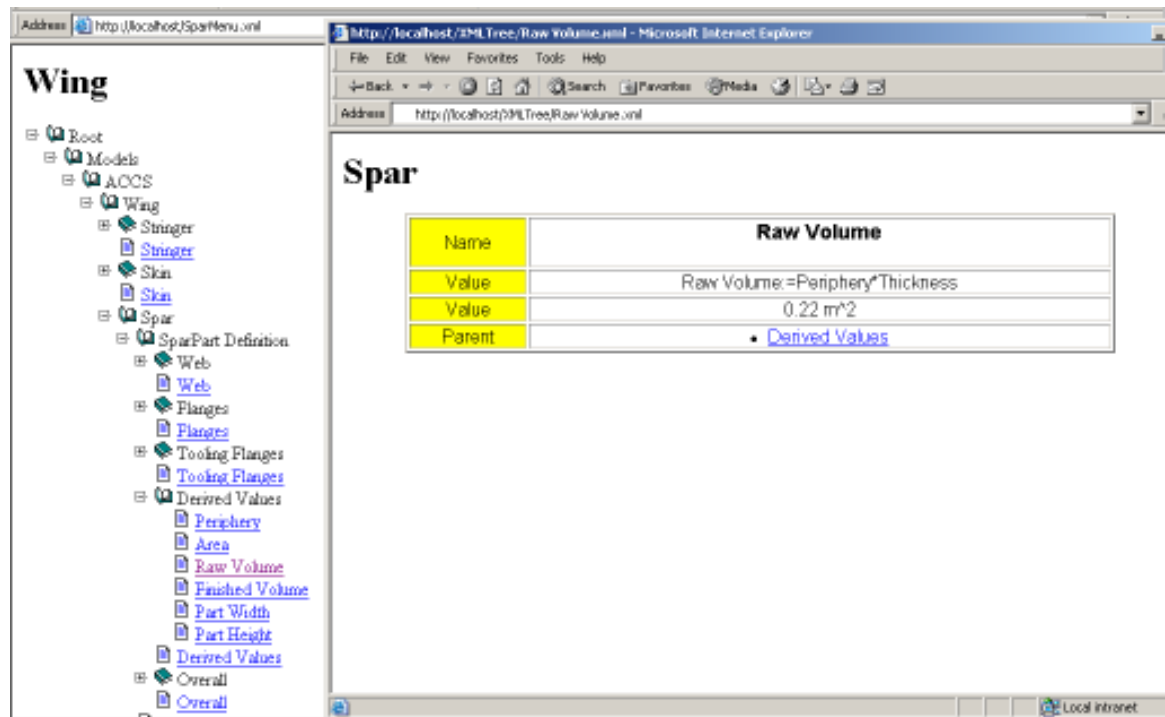 Address http://localhost/SparMenu.xml
Wing
Root
Models
ACCS
Wing
Stringer
Stringer
Skin
Skin
Spar
SparPart Definition
Web
Web
Flanges
Flanges
Tooling Flanges
Tooling Flanges
Derived Values
Periphery
Area
Raw Volume
Finished Volume
Part Width
Part Height
Derived Values
Overall
Overall
http://localhost/XMLTree/Raw Volume.xml - Microsoft Internet Explorer
File Edit View Favorites Tools Help
Back Search Favorites Media
Address http://localhost/XMLTree/Raw Volume.xml
Spar
Name Raw Volume
Value Raw Volume:=Periphery*Thickness
Value 0.22 m^2
Parent • Derived Values
Local intranet